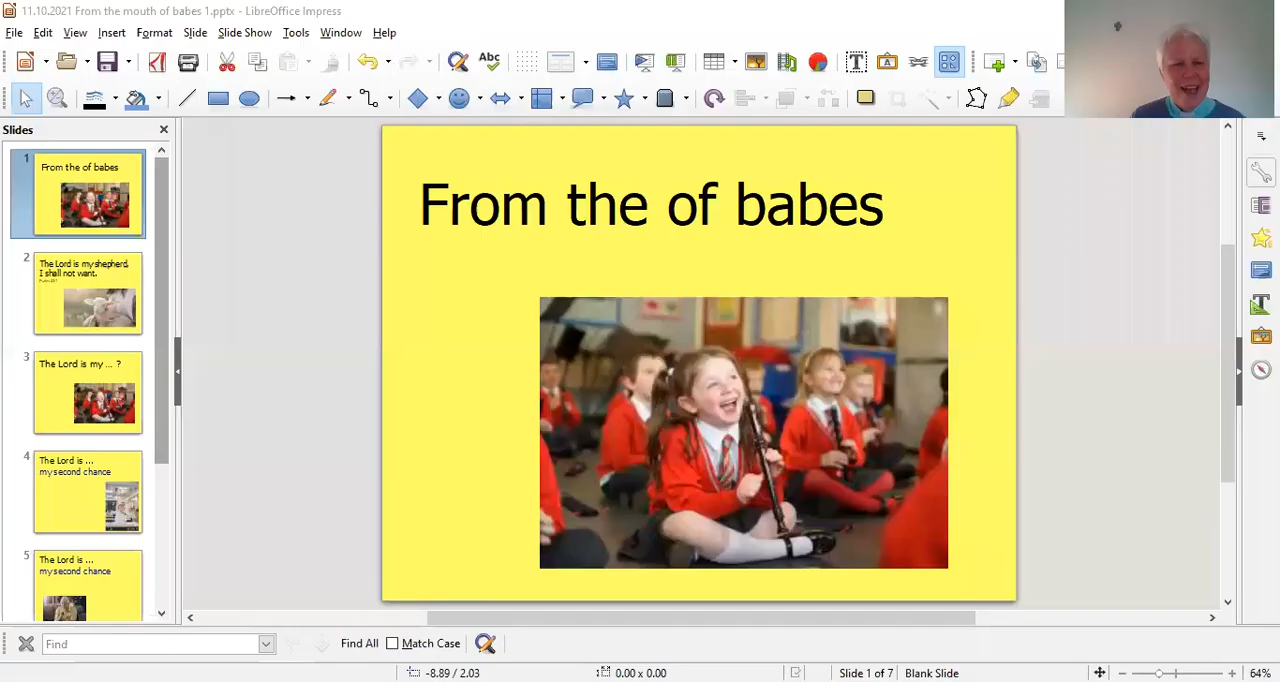 11.10.2021 From the mouth of babes 1.pptx - LibreOffice Impress
File Edit View Insert Format Slide Slide Show Tools Window Help
Abc
Slides
1
From the of babes
2
The Lord is my shepherd,
I shall not want.
3
The Lord is my ... ?
4
The Lord is ...
my second chance
5
The Lord is ...
my second chance
From the of babes
Find
Find All
Match Case
-8.89 / 2.03
0.00 x 0.00
Slide 1 of 7
Blank Slide
64%